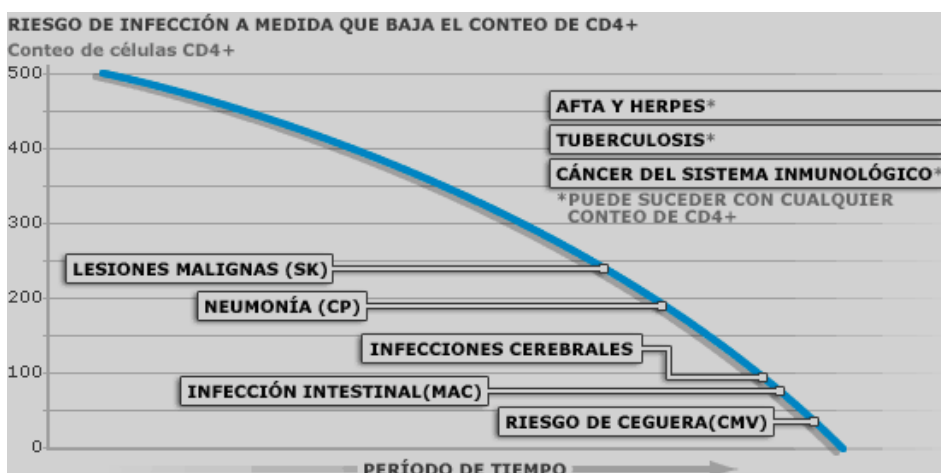 RIESGO DE INFECCIÓN A MEDIDA QUE BAJA EL CONTEO DE CD4+
Conteo de células CD4+
500
AFTA Y HERPES*
400
TUBERCULOSIS*
CÁNCER DEL SISTEMA INMUNOLÓGICO*
*PUEDE SUCEDER CON CUALQUIER
CONTEO DE CD4+
300
LESIONES MALIGNAS (SK)
200
NEUMONÍA (CP)
INFECCIONES CEREBRALES
100
INFECCIÓN INTESTINAL(MAC)
RIESGO DE CEGUERA(CMV)
0
PERÍODO DE TIEMPO